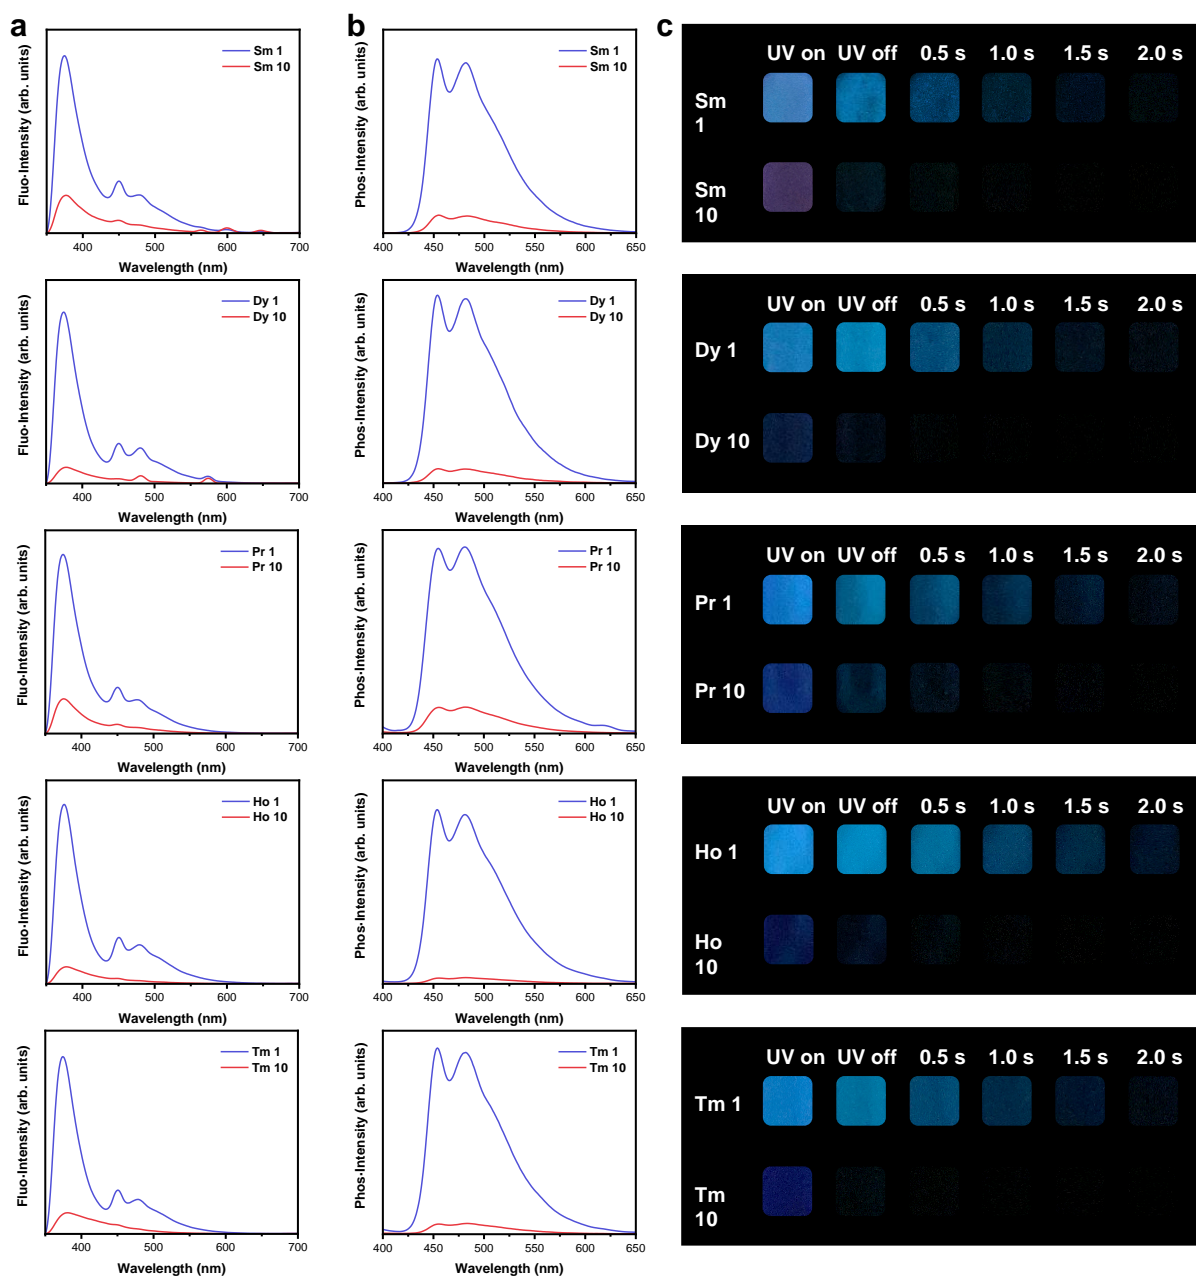 a
b
c
Fluo·Intensity (arb. units)
Sm 1
Sm 10
400
500
600
700
Wavelength (nm)
Phos·Intensity (arb. units)
Sm 1
Sm 10
400
450
500
550
600
650
Wavelength (nm)
UV on UV off 0.5 s 1.0 s 1.5 s 2.0 s
Sm
1
Sm
10
Fluo·Intensity (arb. units)
Dy 1
Dy 10
400
500
600
700
Wavelength (nm)
Phos·Intensity (arb. units)
Dy 1
Dy 10
400
450
500
550
600
650
Wavelength (nm)
UV on UV off 0.5 s 1.0 s 1.5 s 2.0 s
Dy 1
Dy 10
Fluo·Intensity (arb. units)
Pr 1
Pr 10
400
500
600
700
Wavelength (nm)
Phos·Intensity (arb. units)
Pr 1
Pr 10
400
450
500
550
600
650
Wavelength (nm)
UV on UV off 0.5 s 1.0 s 1.5 s 2.0 s
Pr 1
Pr 10
Fluo·Intensity (arb. units)
Ho 1
Ho 10
400
500
600
700
Wavelength (nm)
Phos·Intensity (arb. units)
Ho 1
Ho 10
400
450
500
550
600
650
Wavelength (nm)
UV on UV off 0.5 s 1.0 s 1.5 s 2.0 s
Ho 1
Ho
10
Fluo·Intensity (arb. units)
Tm 1
Tm 10
400
500
600
700
Wavelength (nm)
Phos·Intensity (arb. units)
Tm 1
Tm 10
400
450
500
550
600
650
Wavelength (nm)
UV on UV off 0.5 s 1.0 s 1.5 s 2.0 s
Tm 1
Tm
10